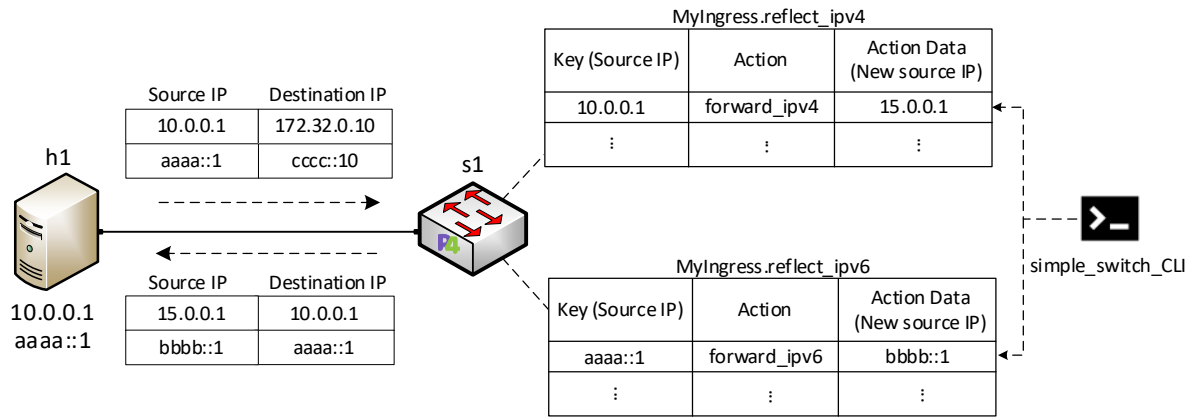 MyIngress.reflect_ipv4
Key (Source IP) Action Action Data (New source IP)
10.0.0.1 forward_ipv4 15.0.0.1
⋮ ⋮ ⋮
Source IP Destination IP
10.0.0.1 172.32.0.10
aaaa::1 cccc::10
h1
s1
P4
>_
simple_switch_CLI
10.0.0.1
aaaa::1
Source IP Destination IP
15.0.0.1 10.0.0.1
bbbb::1 aaaa::1
MyIngress.reflect_ipv6
Key (Source IP) Action Action Data (New source IP)
aaaa::1 forward_ipv6 bbbb::1
⋮ ⋮ ⋮